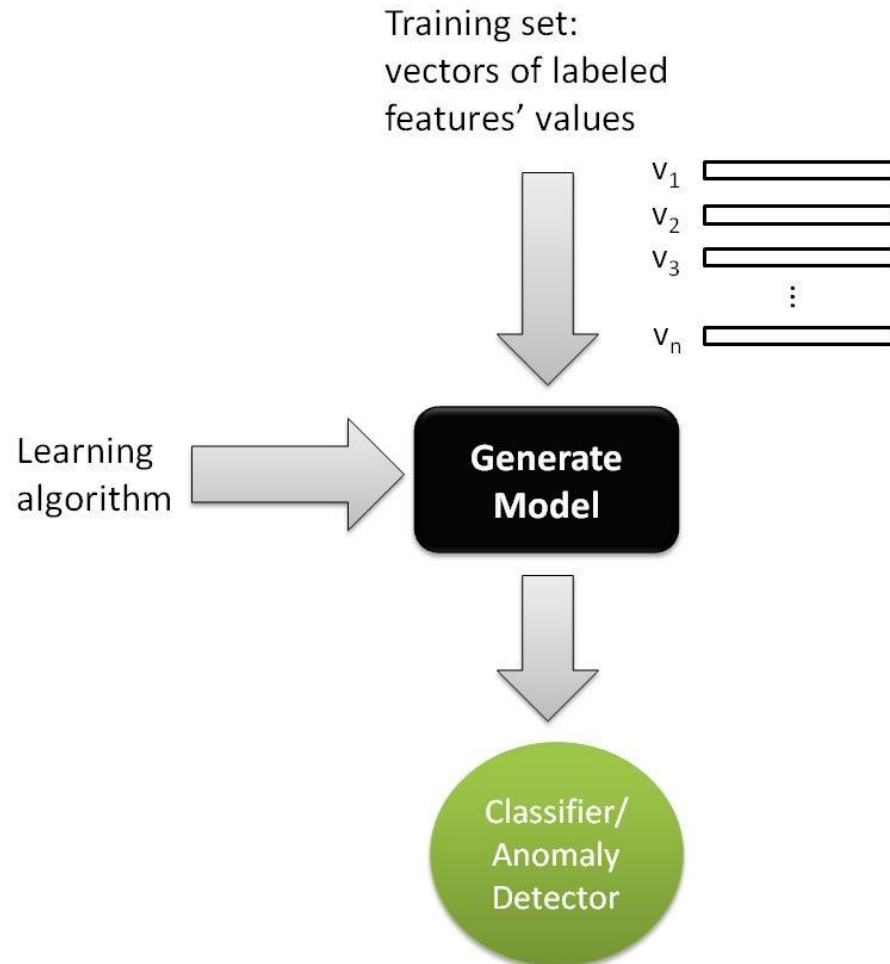 Training set:
vectors of labeled
features’ values
v₁
v₂
v₃
⋮
vₙ
Learning
algorithm
Generate
Model
Classifier/
Anomaly
Detector